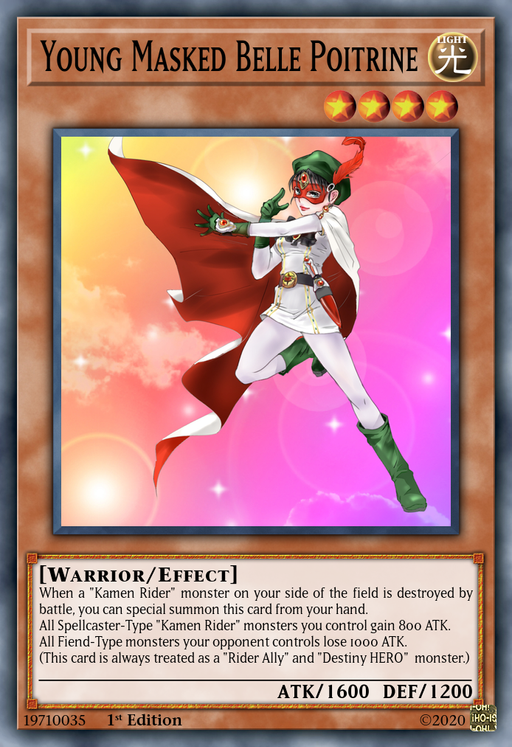 YOUNG MASKED BELLE POITRINE
LIGHT
光
[WARRIOR/EFFECT]
When a "Kamen Rider" monster on your side of the field is destroyed by
battle, you can special summon this card from your hand.
All Spellcaster-Type "Kamen Rider" monsters you control gain 800 ATK.
All Fiend-Type monsters your opponent controls lose 1000 ATK.
(This card is always treated as a "Rider Ally" and "Destiny HERO" monster.)
ATK/1600 DEF/1200
19710035 1st Edition ©2020